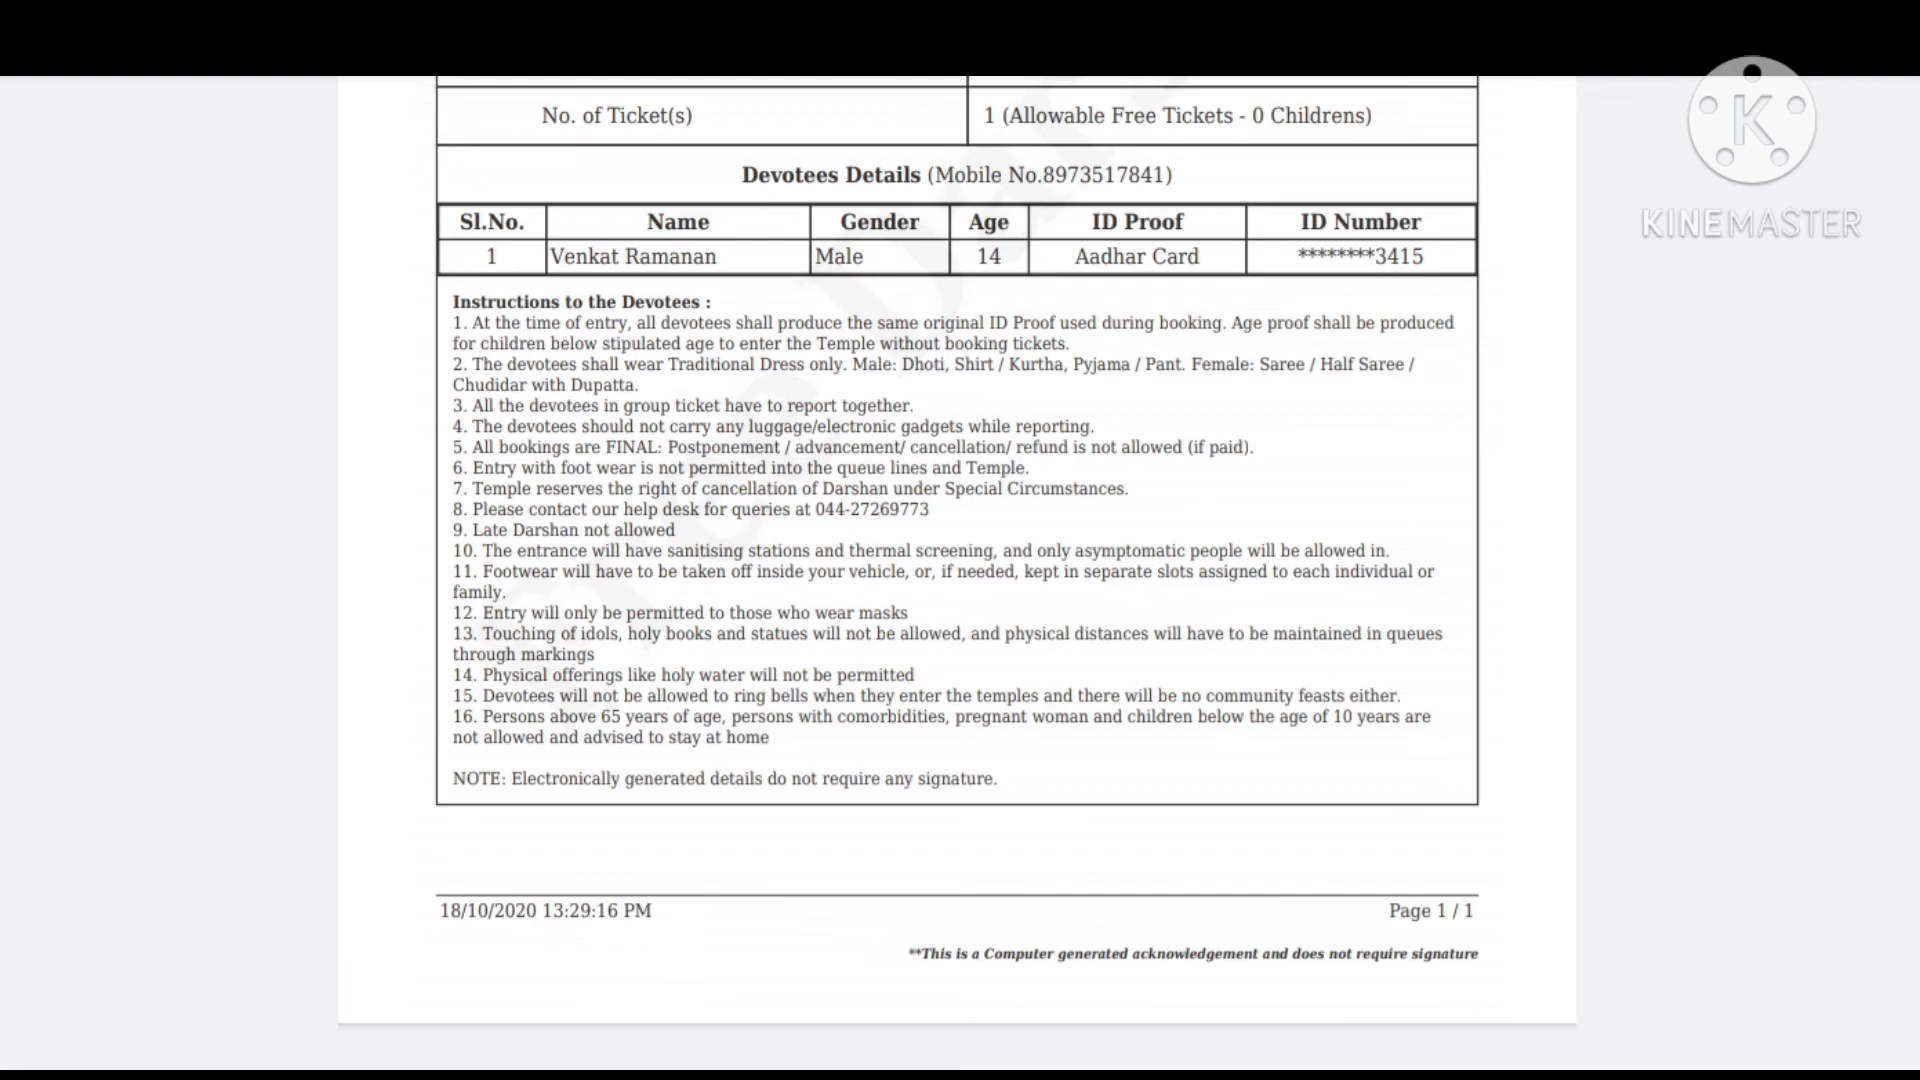 No. of Ticket(s) 1 (Allowable Free Tickets - 0 Childrens)
Devotees Details (Mobile No.8973517841)
Sl.No. Name Gender Age ID Proof ID Number
1 Venkat Ramanan Male 14 Aadhar Card ********3415
Instructions to the Devotees :
1. At the time of entry, all devotees shall produce the same original ID Proof used during booking. Age proof shall be produced
for children below stipulated age to enter the Temple without booking tickets.
2. The devotees shall wear Traditional Dress only. Male: Dhoti, Shirt / Kurtha, Pyjama / Pant. Female: Saree / Half Saree /
Chudidar with Dupatta.
3. All the devotees in group ticket have to report together.
4. The devotees should not carry any luggage/electronic gadgets while reporting.
5. All bookings are FINAL: Postponement / advancement/ cancellation/ refund is not allowed (if paid).
6. Entry with foot wear is not permitted into the queue lines and Temple.
7. Temple reserves the right of cancellation of Darshan under Special Circumstances.
8. Please contact our help desk for queries at 044-27269773
9. Late Darshan not allowed
10. The entrance will have sanitising stations and thermal screening, and only asymptomatic people will be allowed in.
11. Footwear will have to be taken off inside your vehicle, or, if needed, kept in separate slots assigned to each individual or
family.
12. Entry will only be permitted to those who wear masks
13. Touching of idols, holy books and statues will not be allowed, and physical distances will have to be maintained in queues
through markings
14. Physical offerings like holy water will not be permitted
15. Devotees will not be allowed to ring bells when they enter the temples and there will be no community feasts either.
16. Persons above 65 years of age, persons with comorbidities, pregnant woman and children below the age of 10 years are
not allowed and advised to stay at home
NOTE: Electronically generated details do not require any signature.
18/10/2020 13:29:16 PM Page 1 / 1
**This is a Computer generated acknowledgement and does not require signature
K
KINEMASTER